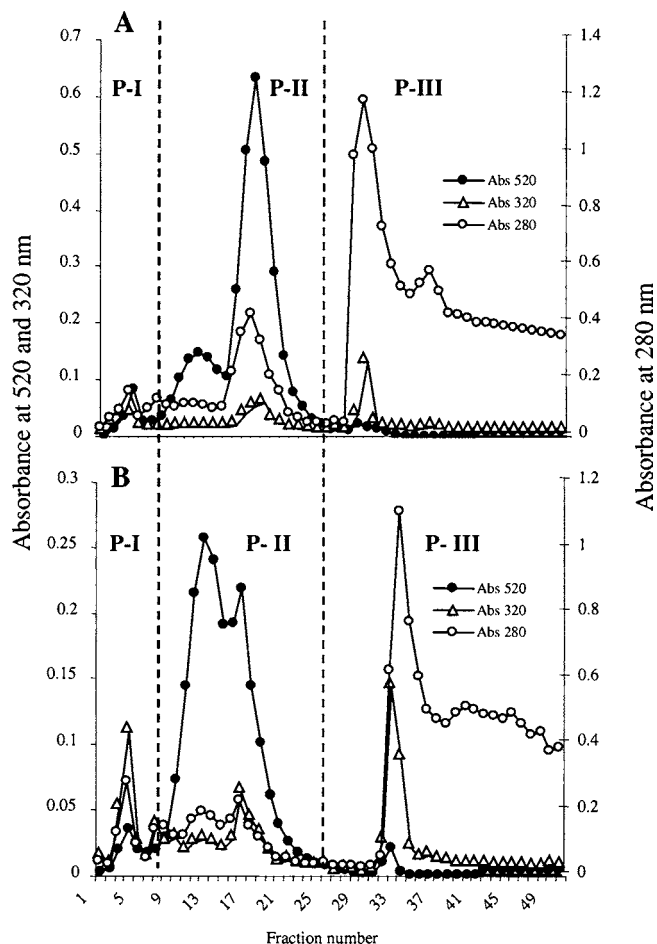 A
P-I P-II P-III
0.7
0.6
0.5
0.4
0.3
0.2
0.1
0
1.4
1.2
1
0.8
0.6
0.4
0.2
0
Abs 520
Abs 320
Abs 280
Absorbance at 520 and 320 nm
Absorbance at 280 nm
B
P-I P- II P- III
0.3
0.25
0.2
0.15
0.1
0.05
0
1.2
1
0.8
0.6
0.4
0.2
0
Abs 520
Abs 320
Abs 280
1 5 9 13 17 21 25 29 33 37 41 45 49
Fraction number